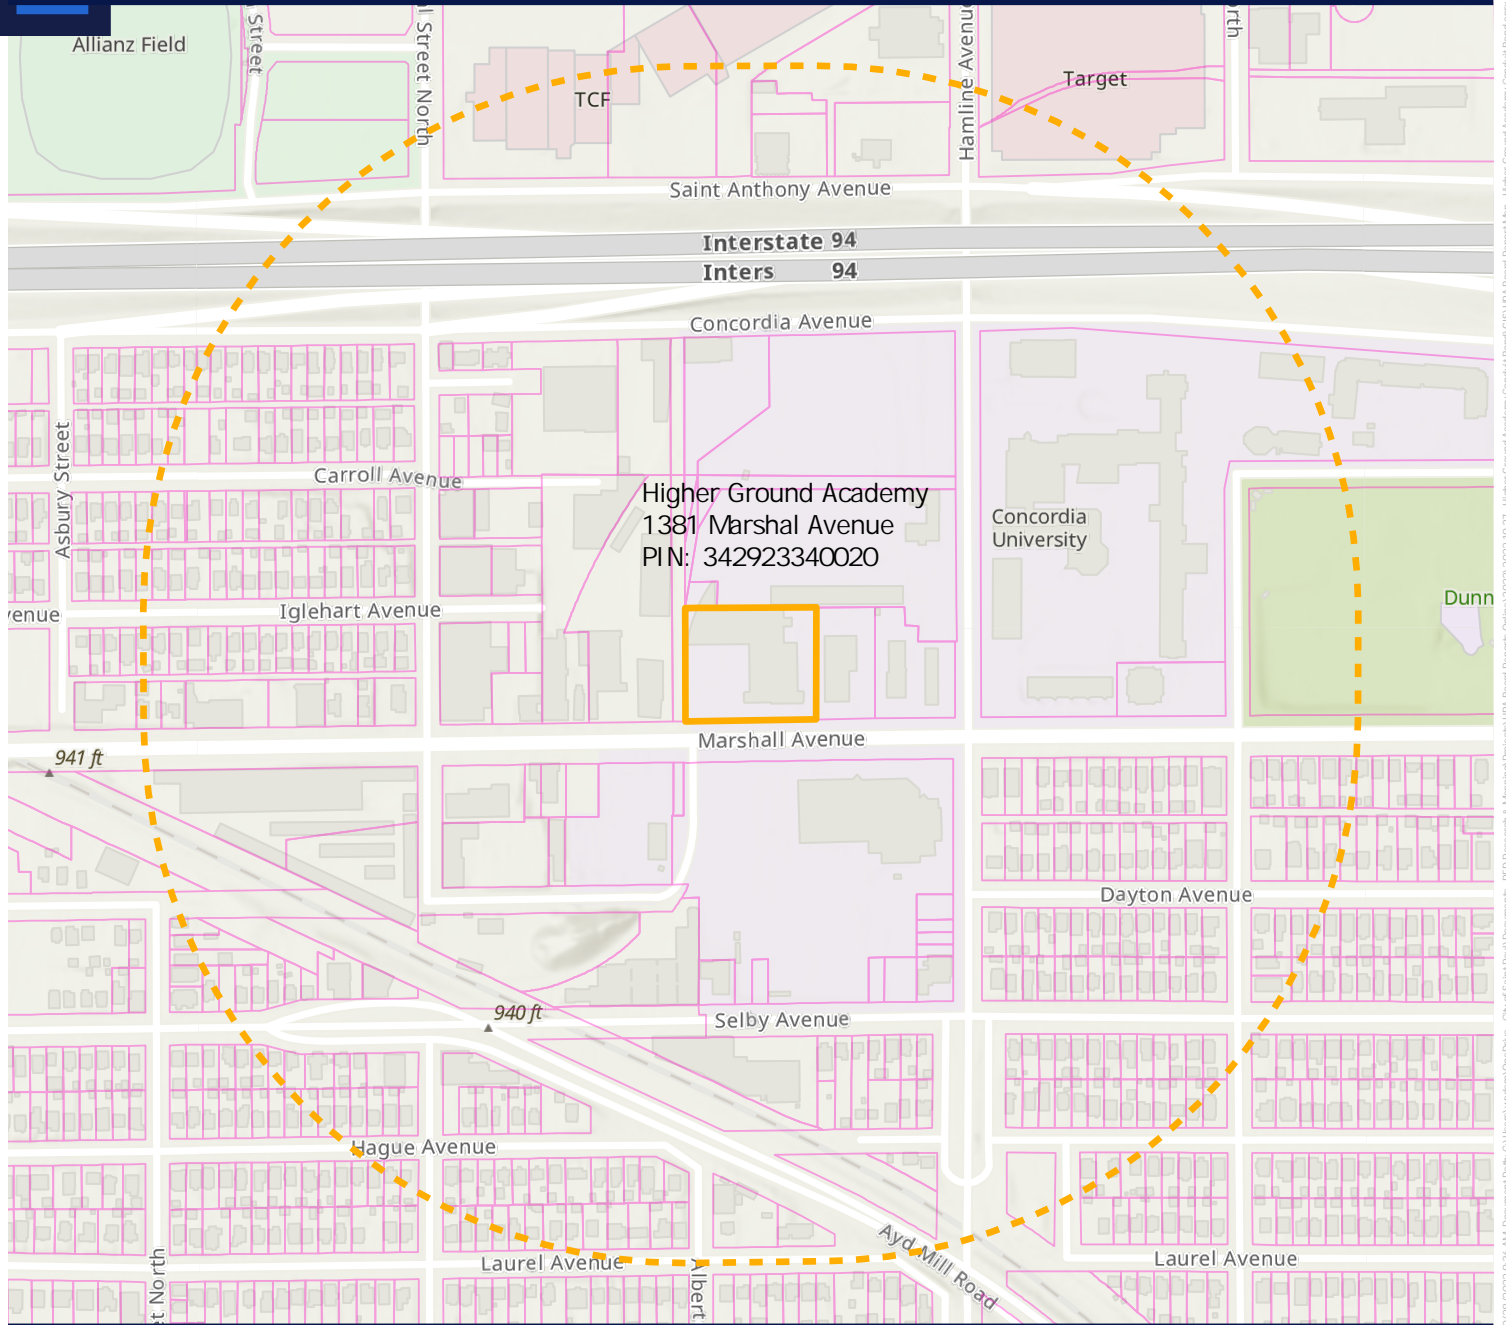 Allianz Field
Street
l Street North
TCF
Hamline Avenue
Target
rth
Saint Anthony Avenue
Interstate 94
Inters 94
Concordia Avenue
Asbury Street
Carroll Avenue
Higher Ground Academy
1381 Marshal Avenue
PIN: 342923340020
Concordia
University
venue
Iglehart Avenue
Dunn
Marshall Avenue
941 ft
Dayton Avenue
940 ft
Selby Avenue
Hague Avenue
Ayd Mill Road
Laurel Avenue
Laurel Avenue
et North
Albert